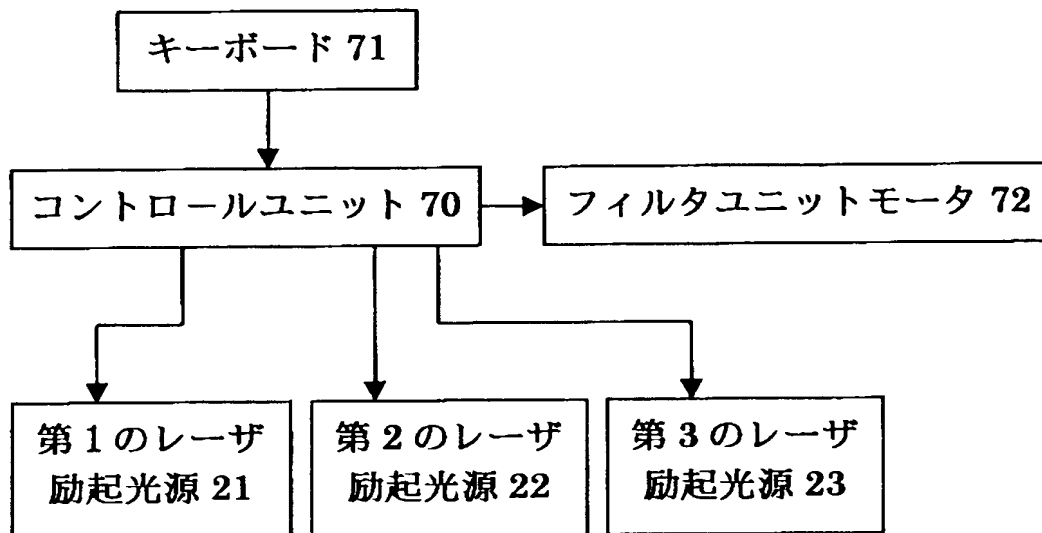 キーボード 71
コントロールユニット 70
フィルタユニットモータ 72
第 1 のレーザ
励起光源 21
第 2 のレーザ
励起光源 22
第 3 のレーザ
励起光源 23